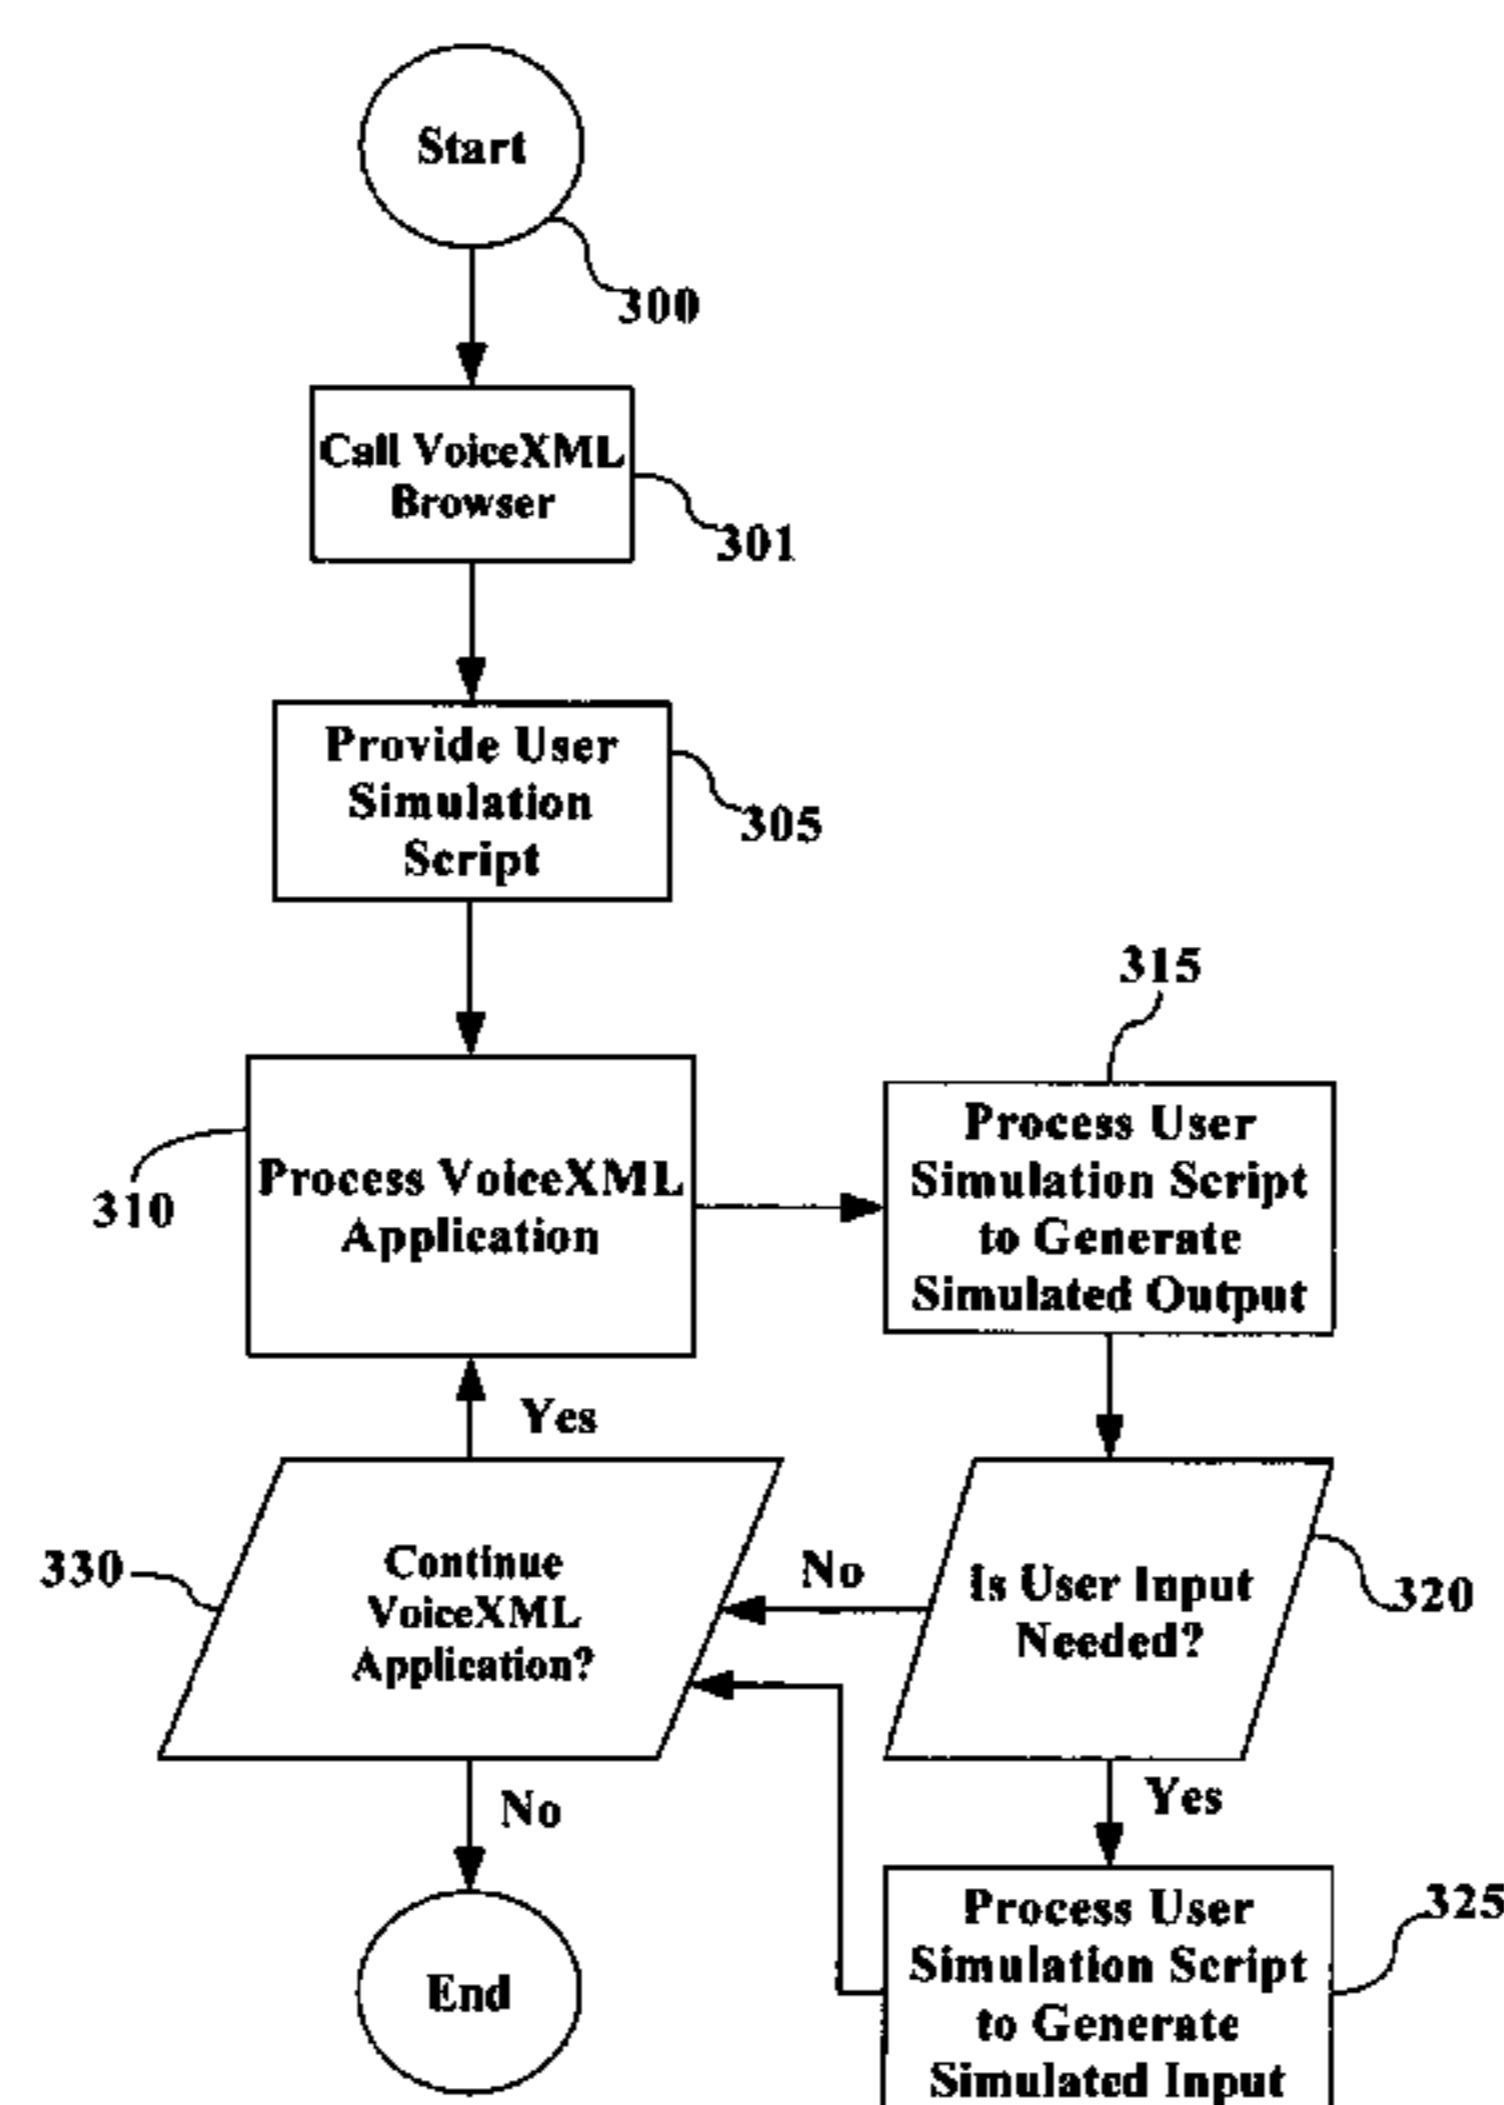 Start
300
Call VoiceXML
Browser
301
Provide User
Simulation
Script
305
315
Process VoiceXML
Application
310
Process User
Simulation Script
to Generate
Simulated Output
Yes
330
Continue
VoiceXML
Application?
No
Is User Input
Needed?
320
No
Yes
End
Process User
Simulation Script
to Generate
Simulated Input
325